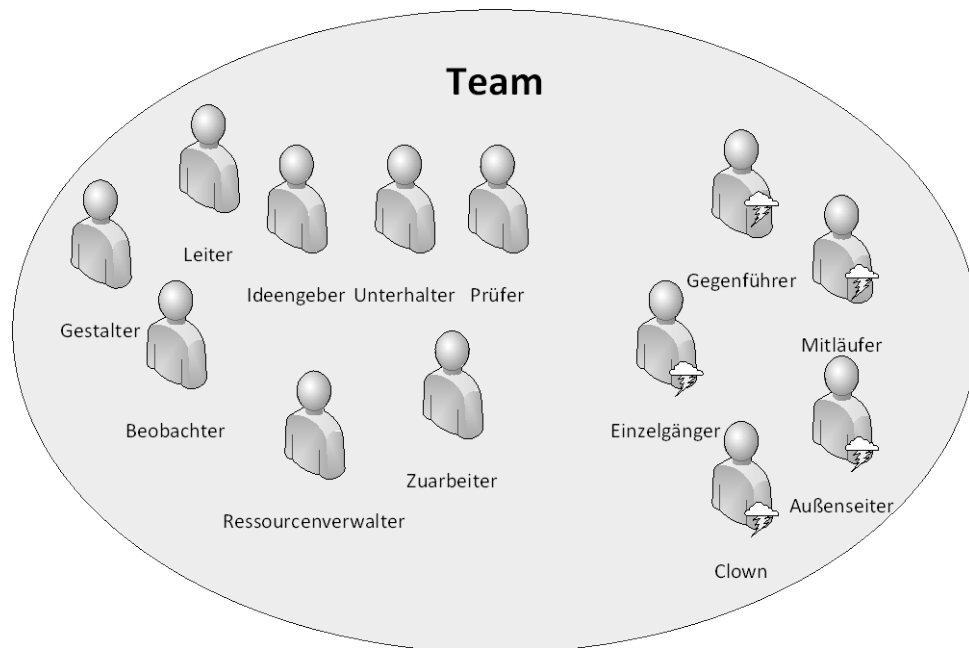 Team
Leiter
Ideengeber
Unterhalter
Prüfer
Gegenführer
Gestalter
Mitläufer
Beobachter
Einzelgänger
Zuarbeiter
Außenseiter
Ressourcenverwalter
Clown